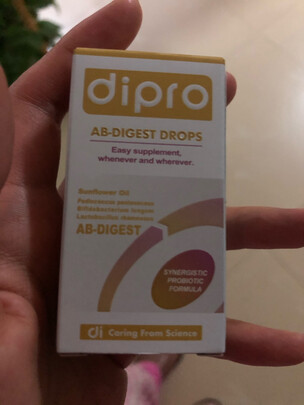 dipro
AB-DIGEST DROPS
Easy supplement,
whenever and wherever.
Sunflower Oil
Pediococcus pentosaceus
Bifidobacterium longum
Lactobacillus rhamnosus
AB-DIGEST
SYNERGISTIC
PROBIOTIC
FORMULA
di Caring From Science